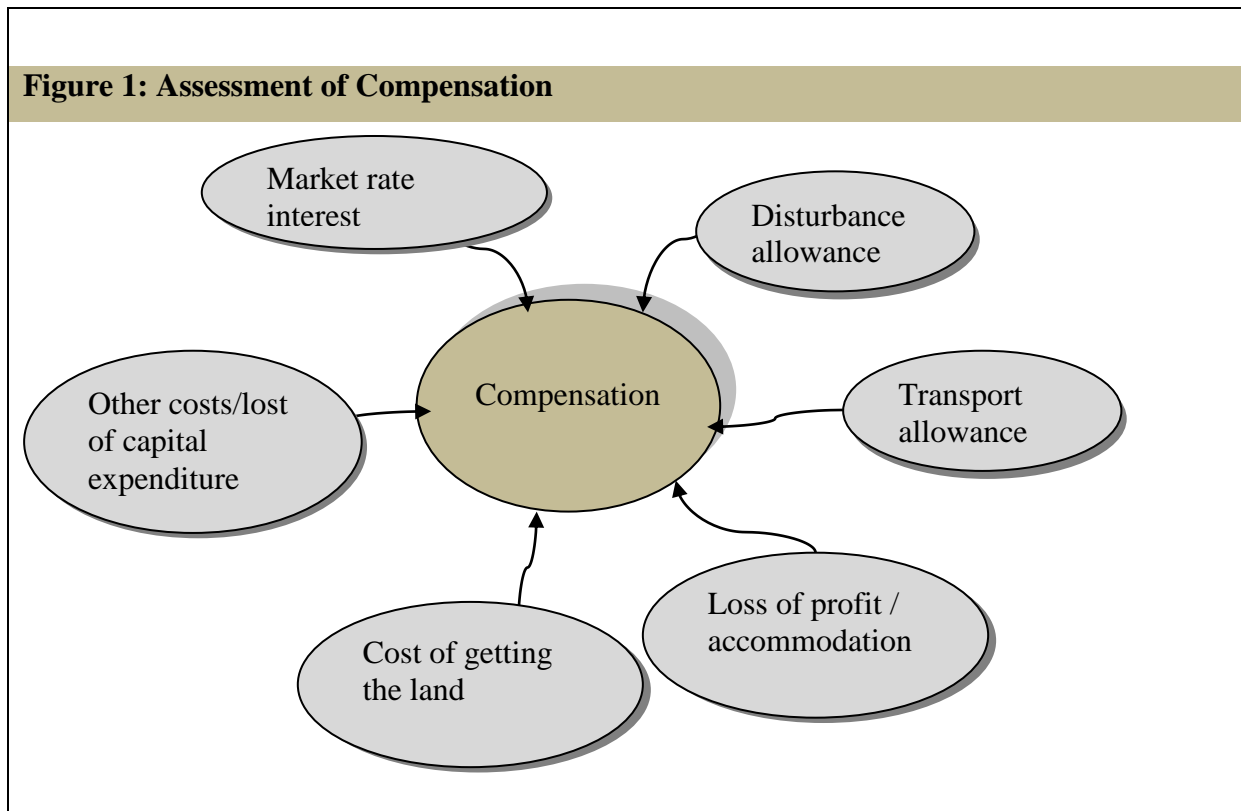 Figure 1: Assessment of Compensation
Market rate
interest
Disturbance
allowance
Other costs/lost
of capital
expenditure
Compensation
Transport
allowance
Loss of profit /
accommodation
Cost of getting
the land